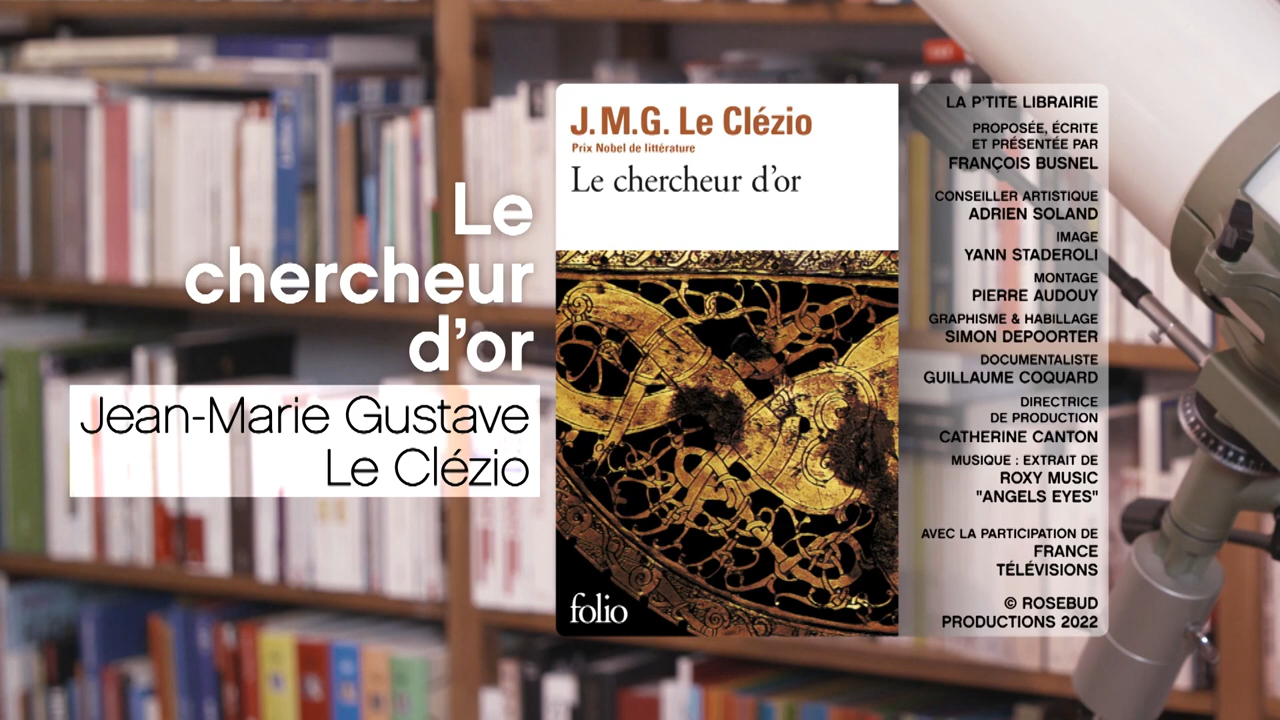 Le
chercheur
d'or
Jean-Marie Gustave
Le Clézio
J.M.G. Le Clézio
Prix Nobel de littérature
Le chercheur d'or
folio
LA P'TITE LIBRAIRIE
PROPOSÉE, ÉCRITE
ET PRÉSENTÉE PAR
FRANÇOIS BUSNEL
CONSEILLER ARTISTIQUE
ADRIEN SOLAND
IMAGE
YANN STADEROLI
MONTAGE
PIERRE AUDOUY
GRAPHISME & HABILLAGE
SIMON DEPOORTER
DOCUMENTALISTE
GUILLAUME COQUARD
DIRECTRICE
DE PRODUCTION
CATHERINE CANTON
MUSIQUE : EXTRAIT DE
ROXY MUSIC
"ANGELS EYES"
AVEC LA PARTICIPATION DE
FRANCE
TÉLÉVISIONS
© ROSEBUD
PRODUCTIONS 2022